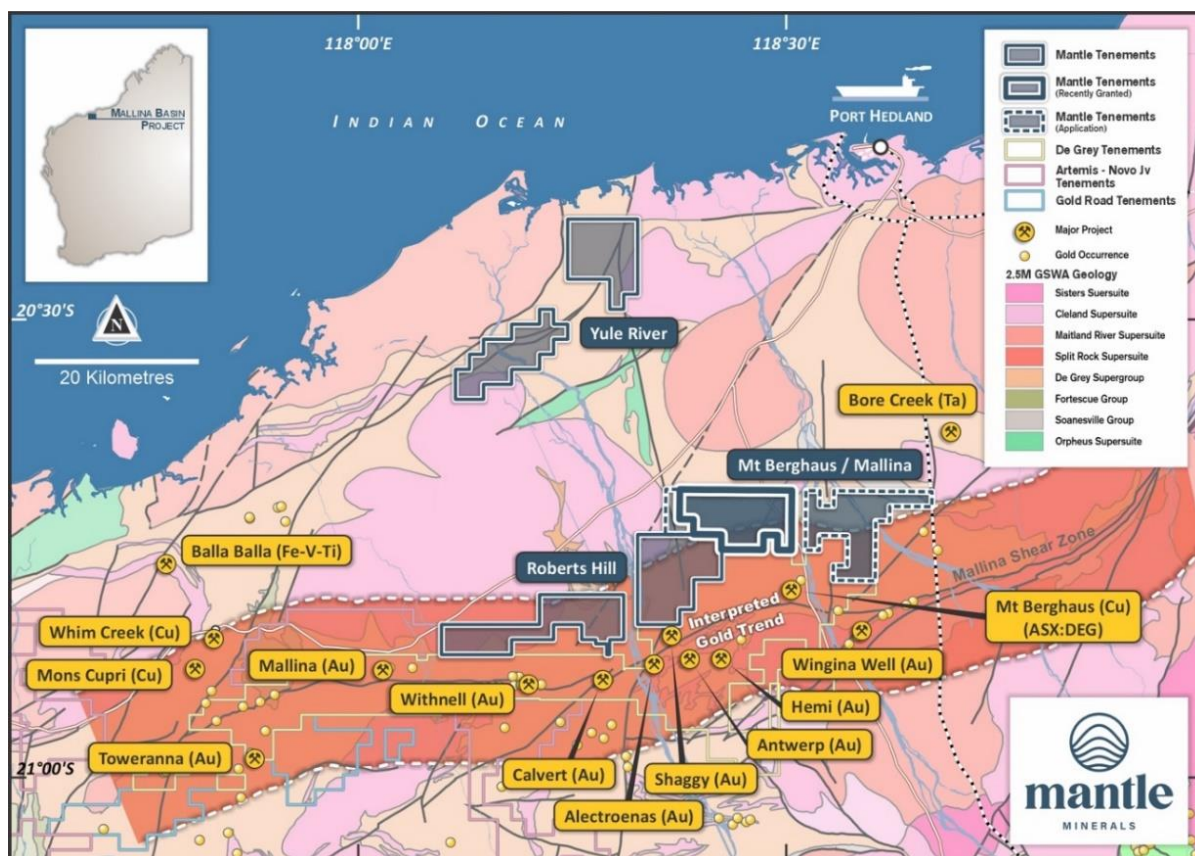 118°00'E
118°30'E
MALLINA BASIN
PROJECT
INDIAN OCEAN
PORT HEDLAND
Mantle Tenements
Mantle Tenements
(Recently Granted)
Mantle Tenements
(Application)
De Grey Tenements
Artemis - Novo Jv
Tenements
Gold Road Tenements
Major Project
Gold Occurrence
2.5M GSWA Geology
Sisters Suersuite
Cleland Supersuite
Maitland River Supersuite
Split Rock Supersuite
De Grey Supergroup
Fortescue Group
Soanesville Group
Orpheus Supersuite
20°30'S
N
20 Kilometres
Yule River
Bore Creek (Ta)
Mt Berghaus / Mallina
Balla Balla (Fe-V-Ti)
Roberts Hill
Mallina Shear Zone
Interpreted
Gold Trend
Mt Berghaus (Cu)
(ASX:DEG)
Whim Creek (Cu)
Mons Cupri (Cu)
Mallina (Au)
Withnell (Au)
Wingina Well (Au)
Hemi (Au)
Antwerp (Au)
Toweranna (Au)
Calvert (Au)
Shaggy (Au)
Alectroenas (Au)
21°00'S
mantle
MINERALS